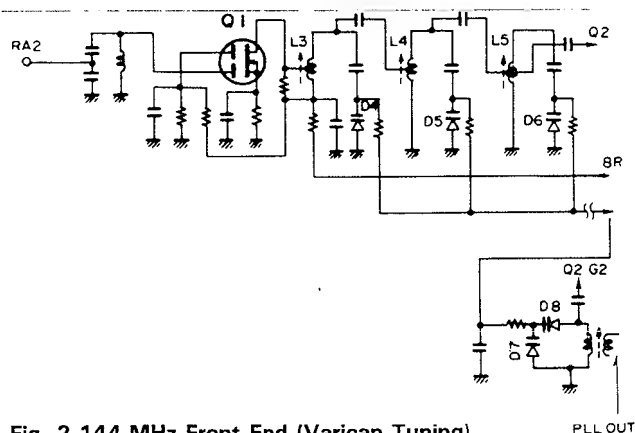 Q1
RA2
L3
L4
L5
Q2
D4
D5
D6
8R
Q2 G2
D8
D7
PLL OUT
Fig. 2 144 MHz Front End (Varicap Tuning)